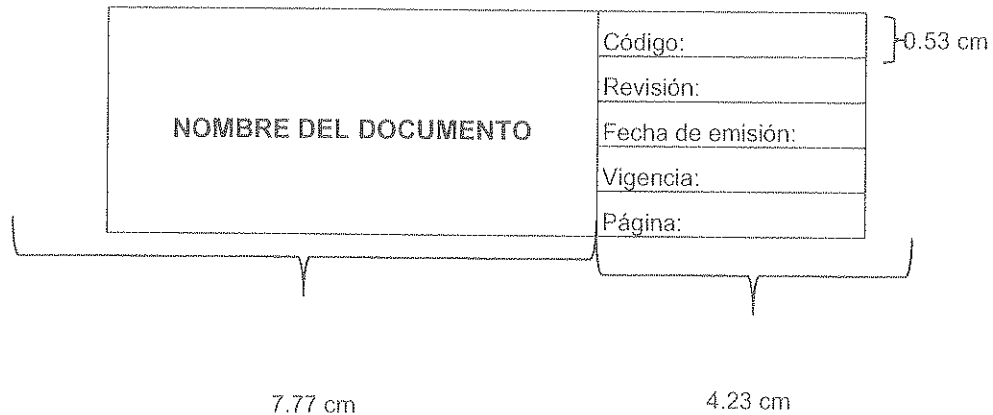 Código:
0.53 cm
Revisión:
NOMBRE DEL DOCUMENTO
Fecha de emisión:
Vigencia:
Página:
7.77 cm
4.23 cm